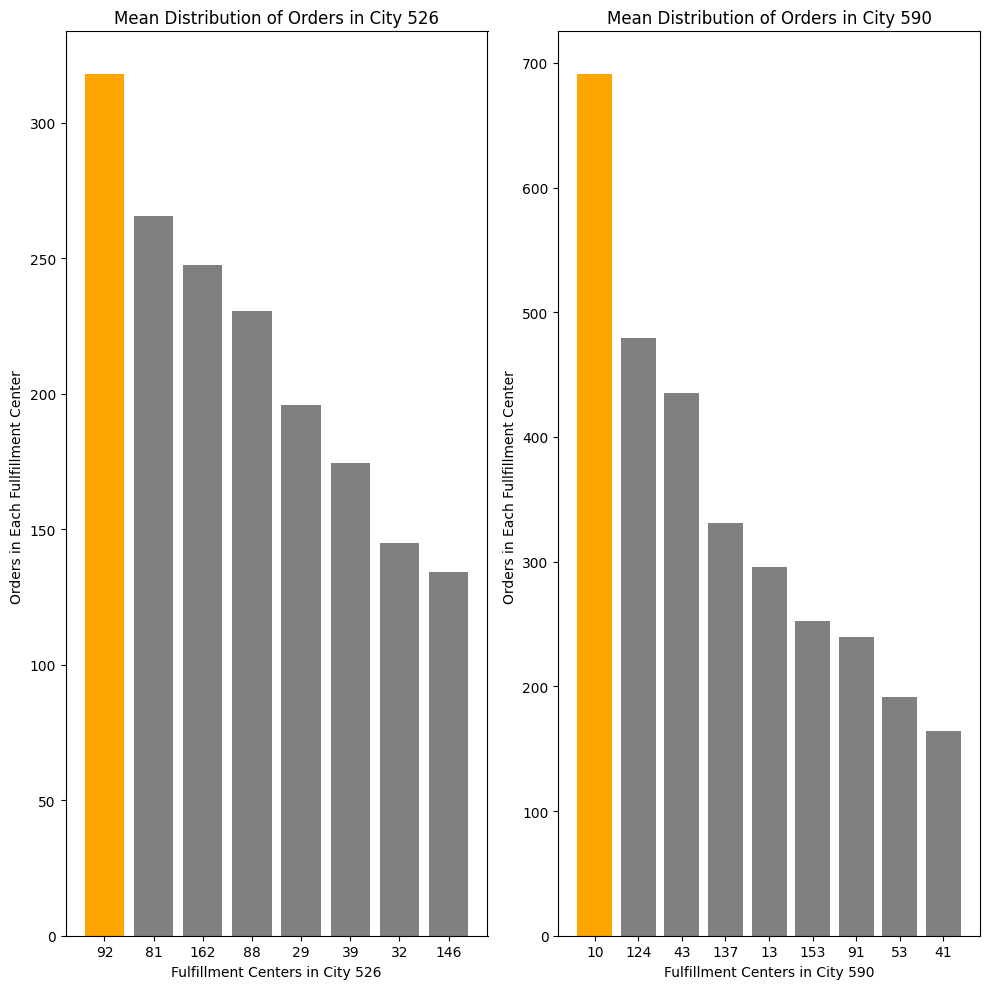 Mean Distribution of Orders in City 526
Orders in Each Fullfillment Center
300
250
200
150
100
50
0
92 81 162 88 29 39 32 146
Fulfillment Centers in City 526
Mean Distribution of Orders in City 590
Orders in Each Fullfillment Center
700
600
500
400
300
200
100
0
10 124 43 137 13 153 91 53 41
Fulfillment Centers in City 590